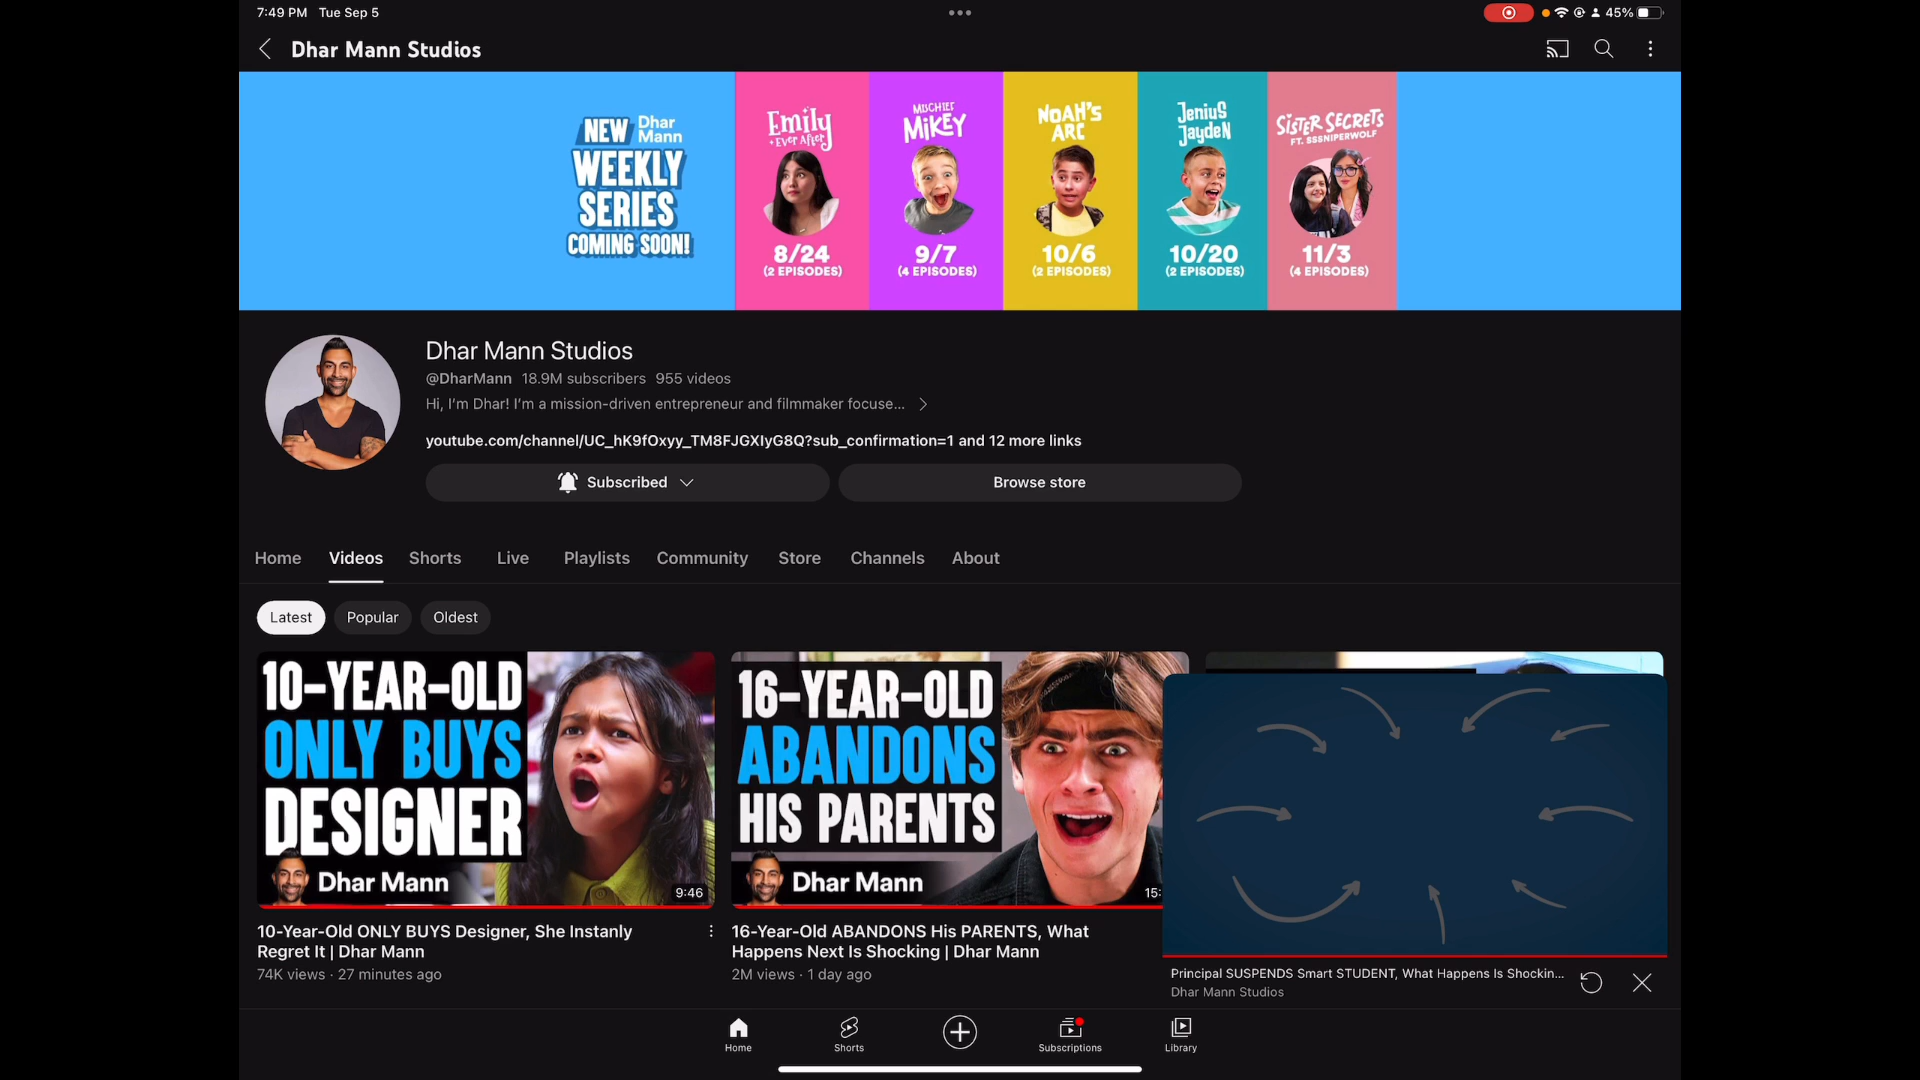 7:49 PM Tue Sep 5
45%
Dhar Mann Studios
NEW Dhar Mann
WEEKLY
SERIES
COMING SOON!
Emily
+ EVER AFTER
8/24
(2 EPISODES)
MISCHIEF
MIKEY
9/7
(4 EPISODES)
NOAH'S
ARC
10/6
(2 EPISODES)
JENIUS
JAYDEN
10/20
(2 EPISODES)
SISTER SECRETS
FT. SSSNIPERWOLF
11/3
(4 EPISODES)
Dhar Mann Studios
@DharMann 18.9M subscribers 955 videos
Hi, I'm Dhar! I'm a mission-driven entrepreneur and filmmaker focuse...
youtube.com/channel/UC_hK9fOxyy_TM8FJGXIyG8Q?sub_confirmation=1 and 12 more links
Subscribed
Browse store
Home Videos Shorts Live Playlists Community Store Channels About
Latest Popular Oldest
10-YEAR-OLD
ONLY BUYS
DESIGNER
Dhar Mann
9:46
16-YEAR-OLD
ABANDONS
HIS PARENTS
Dhar Mann
15:
10-Year-Old ONLY BUYS Designer, She Instanly
Regret It | Dhar Mann
74K views · 27 minutes ago
16-Year-Old ABANDONS His PARENTS, What
Happens Next Is Shocking | Dhar Mann
2M views · 1 day ago
Principal SUSPENDS Smart STUDENT, What Happens Is Shockin...
Dhar Mann Studios
Home Shorts Subscriptions Library